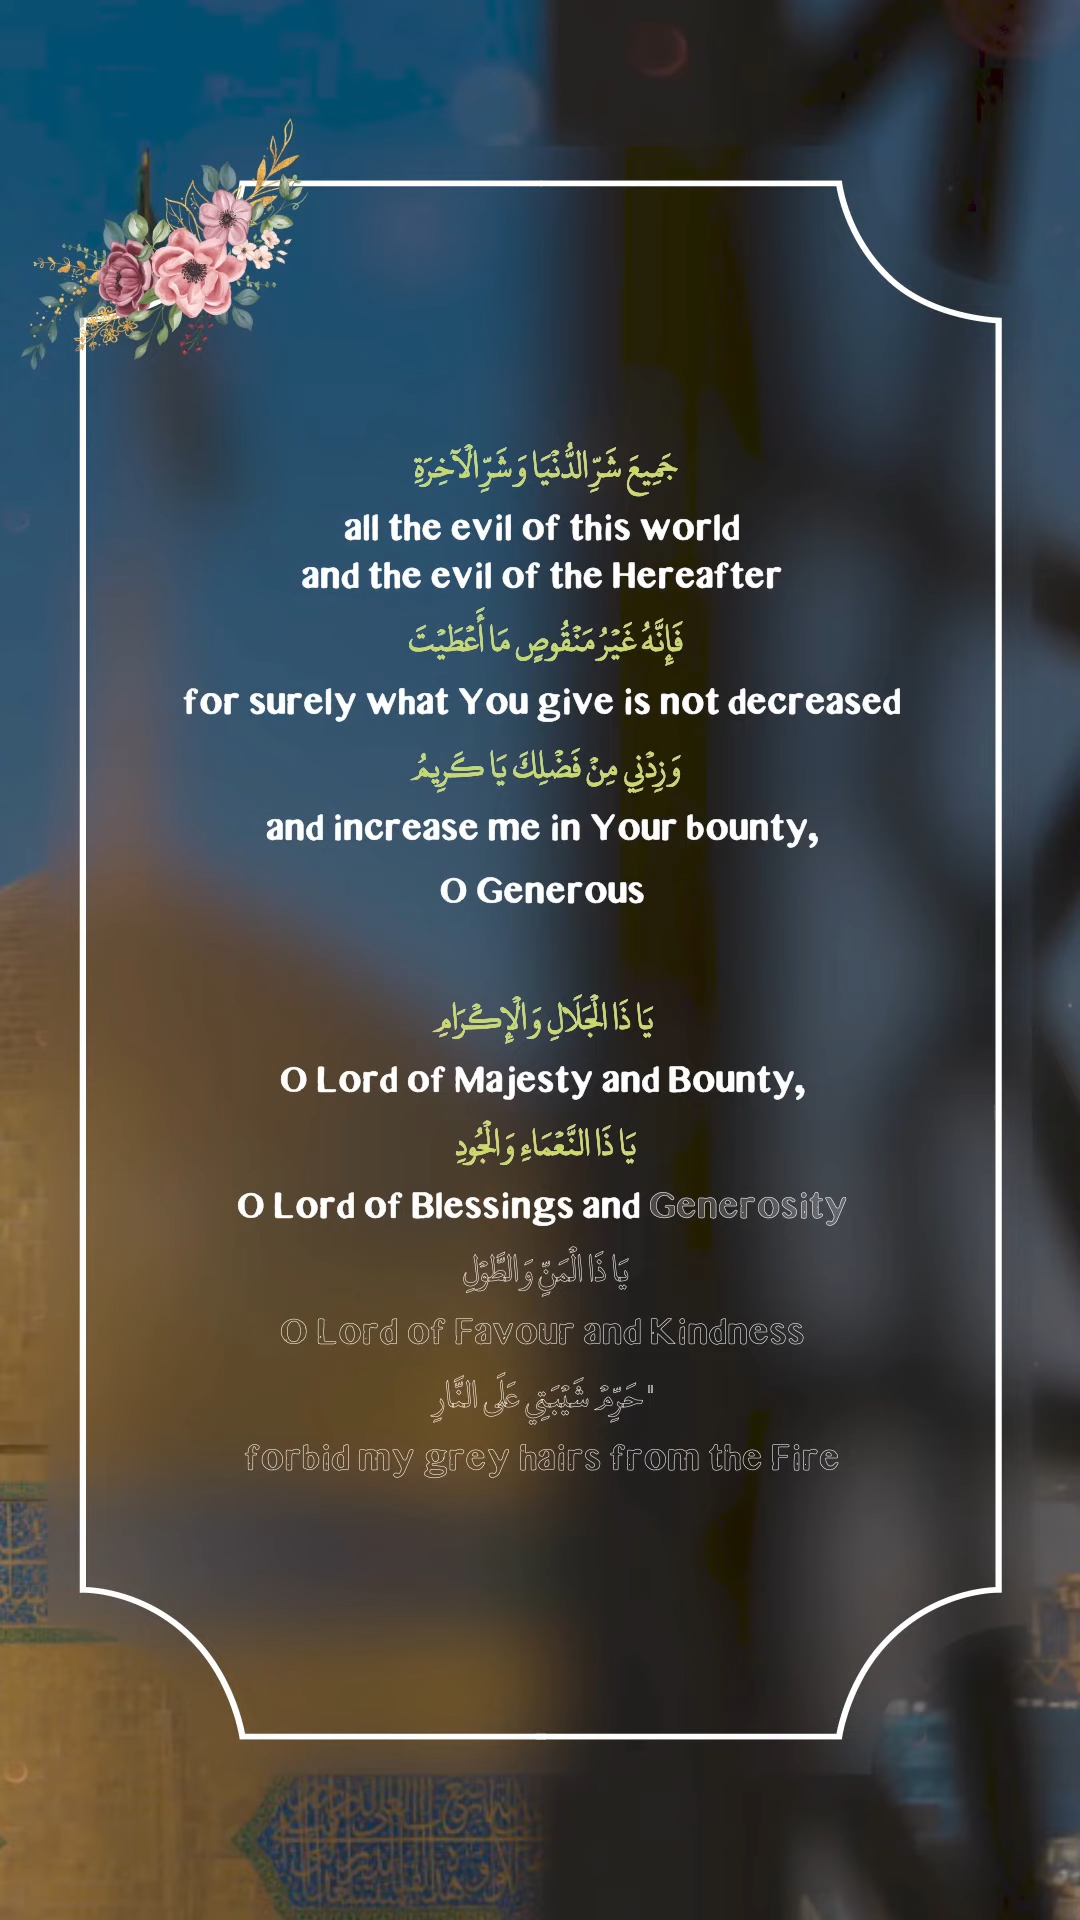 جَمِيعَ شَرِّ الدُّنْيَا وَشَرِّ الْآخِرَةِ
all the evil of this world
and the evil of the Hereafter
فَإِنَّهُ غَيْرُ مَنْقُوصٍ مَا أَعْطَيْتَ
for surely what You give is not decreased
وَزِدْنِي مِنْ فَضْلِكَ يَا كَرِيمُ
and increase me in Your bounty,
O Generous
يَا ذَا الْجَلَالِ وَالْإِكْرَامِ
O Lord of Majesty and Bounty,
يَا ذَا النَّعْمَاءِ وَالْجُودِ
O Lord of Blessings and Generosity
يَا ذَا الْمَنِّ وَالطَّوْلِ
O Lord of Favour and Kindness
"حَرِّمْ شَيْبَتِي عَلَى النَّارِ
forbid my grey hairs from the Fire